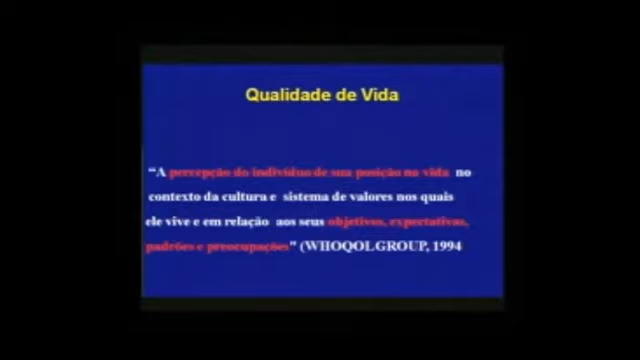 Qualidade de Vida
“A percepção do indivíduo de sua posição na vida no
contexto da cultura e sistema de valores nos quais
ele vive e em relação aos seus objetivos, expectativas,
padrões e preocupações” (WHOQOL GROUP, 1994